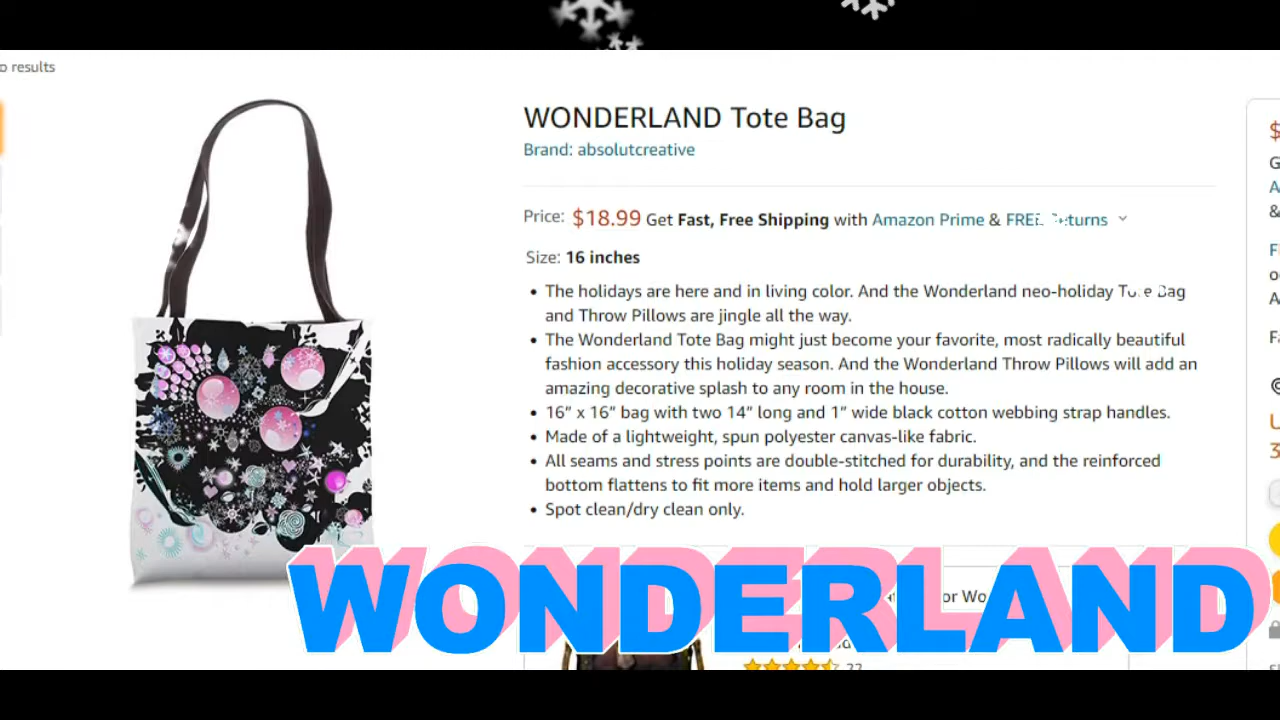 o results
WONDERLAND Tote Bag
Brand: absolutcreative
Price: $18.99 Get Fast, Free Shipping with Amazon Prime & FREE Returns
Size: 16 inches
• The holidays are here and in living color. And the Wonderland neo-holiday Tote Bag
and Throw Pillows are jingle all the way.
• The Wonderland Tote Bag might just become your favorite, most radically beautiful
fashion accessory this holiday season. And the Wonderland Throw Pillows will add an
amazing decorative splash to any room in the house.
• 16” x 16” bag with two 14” long and 1” wide black cotton webbing strap handles.
• Made of a lightweight, spun polyester canvas-like fabric.
• All seams and stress points are double-stitched for durability, and the reinforced
bottom flattens to fit more items and hold larger objects.
• Spot clean/dry clean only.
or Wo
WONDERLAND
22
$
G
A
&